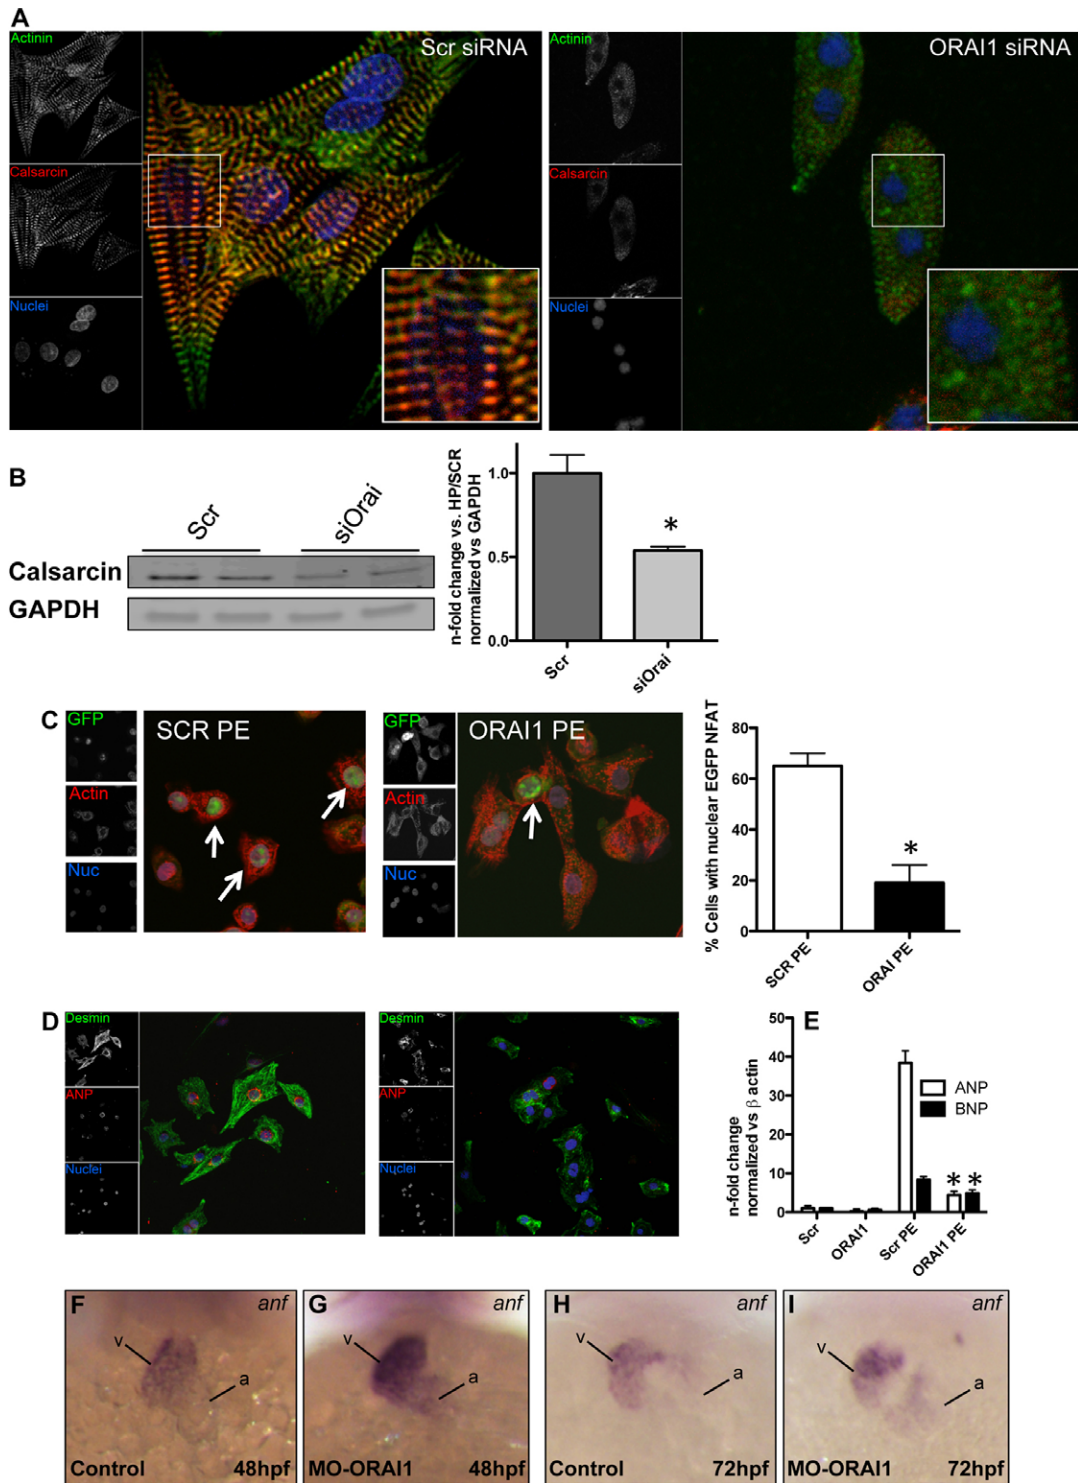 A
Actinin
Scr siRNA
Calsarcin
Nuclei
Actinin
ORAI1 siRNA
Calsarcin
Nuclei
B
Scr
siOrai
Calsarcin
GAPDH
n-fold change vs. HP/SCR
normalized vs GAPDH
1.0
0.5
0.0
*
Scr
siOrai
C
GFP
SCR PE
Actin
Nuc
GFP
ORAI1 PE
Actin
Nuc
% Cells with nuclear EGFP NFAT
80
60
40
20
0
*
SCR PE
ORAI PE
D
Desmin
ANP
Nuclei
Desmin
ANP
Nuclei
E
n-fold change
normalized vs β actin
50
40
30
20
10
0
ANP
BNP
* *
Scr
ORAI1
Scr PE
ORAI1 PE
F
anf
v
a
Control 48hpf
G
anf
v
a
MO-ORAI1 48hpf
H
anf
v
a
Control 72hpf
I
anf
v
a
MO-ORAI1 72hpf